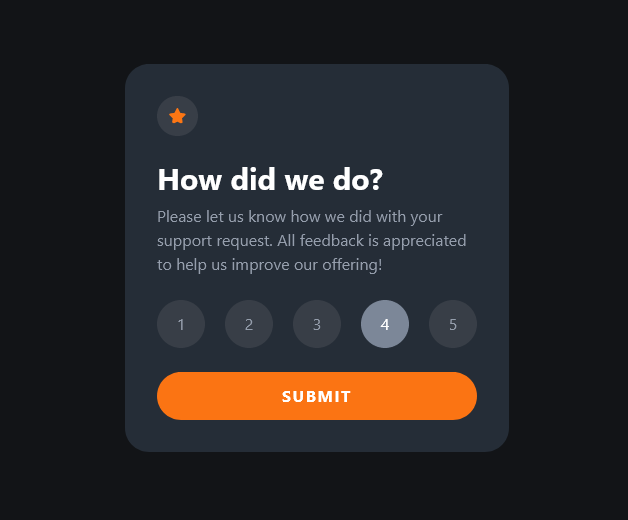 How did we do?
Please let us know how we did with your
support request. All feedback is appreciated
to help us improve our offering!
1 2 3 4 5
SUBMIT